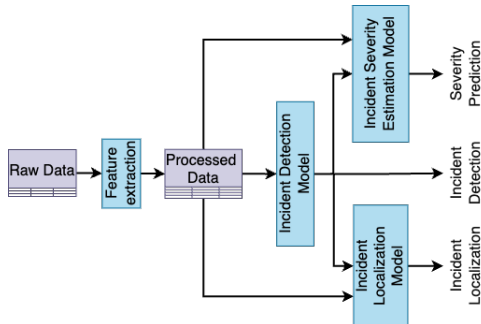 Raw Data
Feature
extraction
Processed
Data
Incident Detection
Model
Incident Severity
Estimation Model
Incident
Localization
Model
Severity
Prediction
Incident
Detection
Incident
Localization